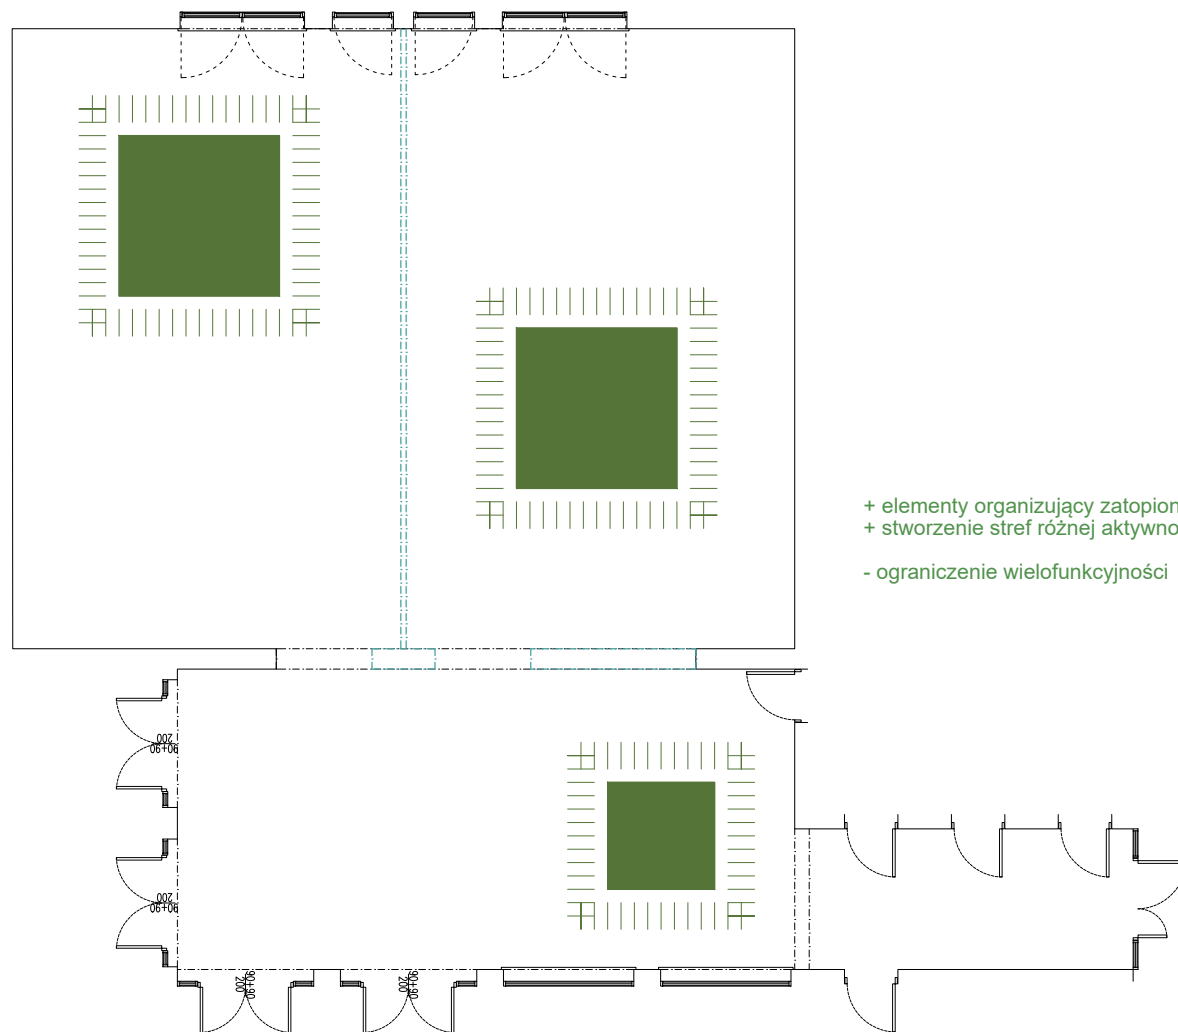 + elementy organizujący zatopion
+ stworzenie stref różnej aktywno
- ograniczenie wielofunkcyjności
90+90
200
90+90
200
90+90
200
90+90
200